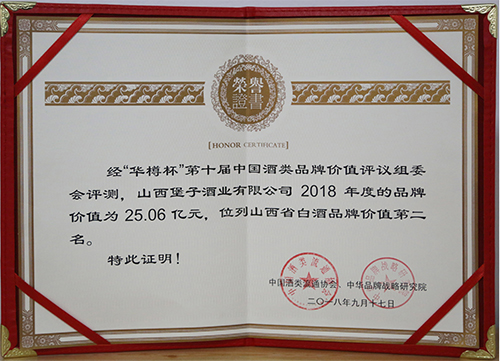 榮譽
證書
HONOR CERTIFICATE
经“华樽杯”第十届中国酒类品牌价值评议组委
会评测，山西堡子酒业有限公司 2018 年度的品牌
价值为 25.06 亿元，位列山西省白酒品牌价值第二
名。
特此证明！
中国酒类流通协会、中华品牌战略研究院
二〇一八年九月十七日